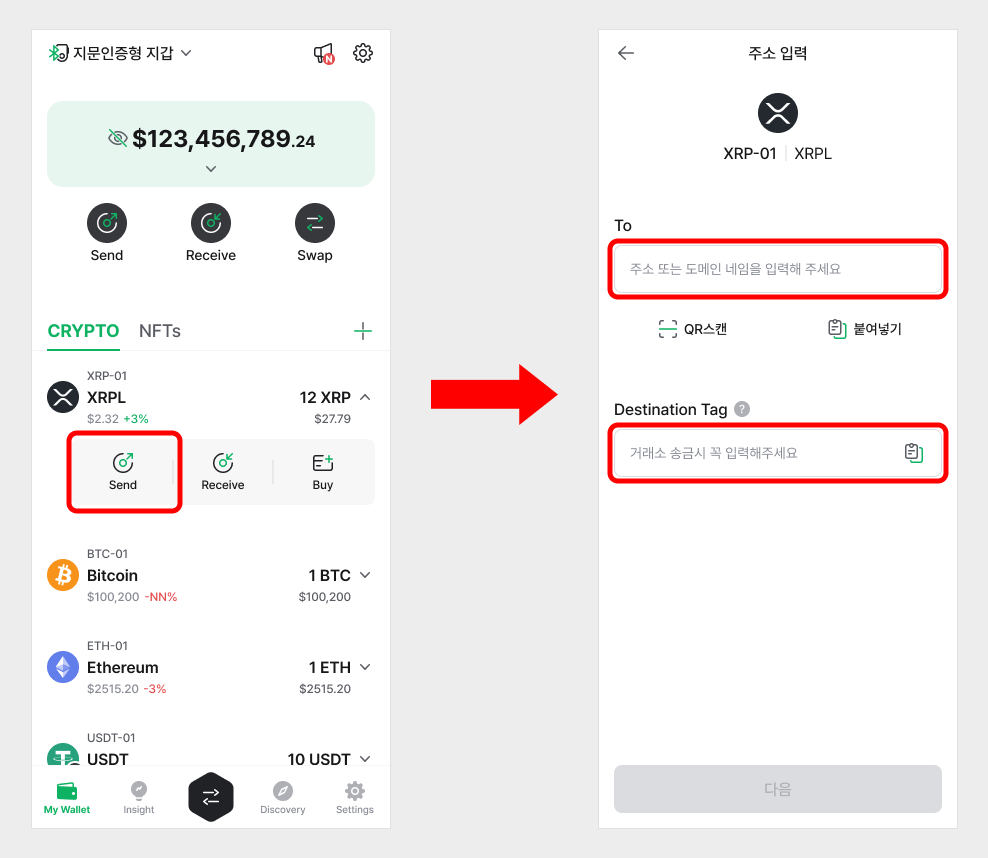 지문인증형 지갑
N
$123,456,789.24
Send Receive Swap
CRYPTO NFTs
XRP-01
XRPL 12 XRP
$2.32 +3% $27.79
Send Receive Buy
BTC-01
Bitcoin 1 BTC
$100,200 -NN% $100,200
ETH-01
Ethereum 1 ETH
$2515.20 -3% $2515.20
USDT-01
USDT 10 USDT
My Wallet Insight Discovery Settings
주소 입력
XRP-01 XRPL
To
주소 또는 도메인 네임을 입력해 주세요
QR스캔 붙여넣기
Destination Tag ?
거래소 송금시 꼭 입력해주세요
다음